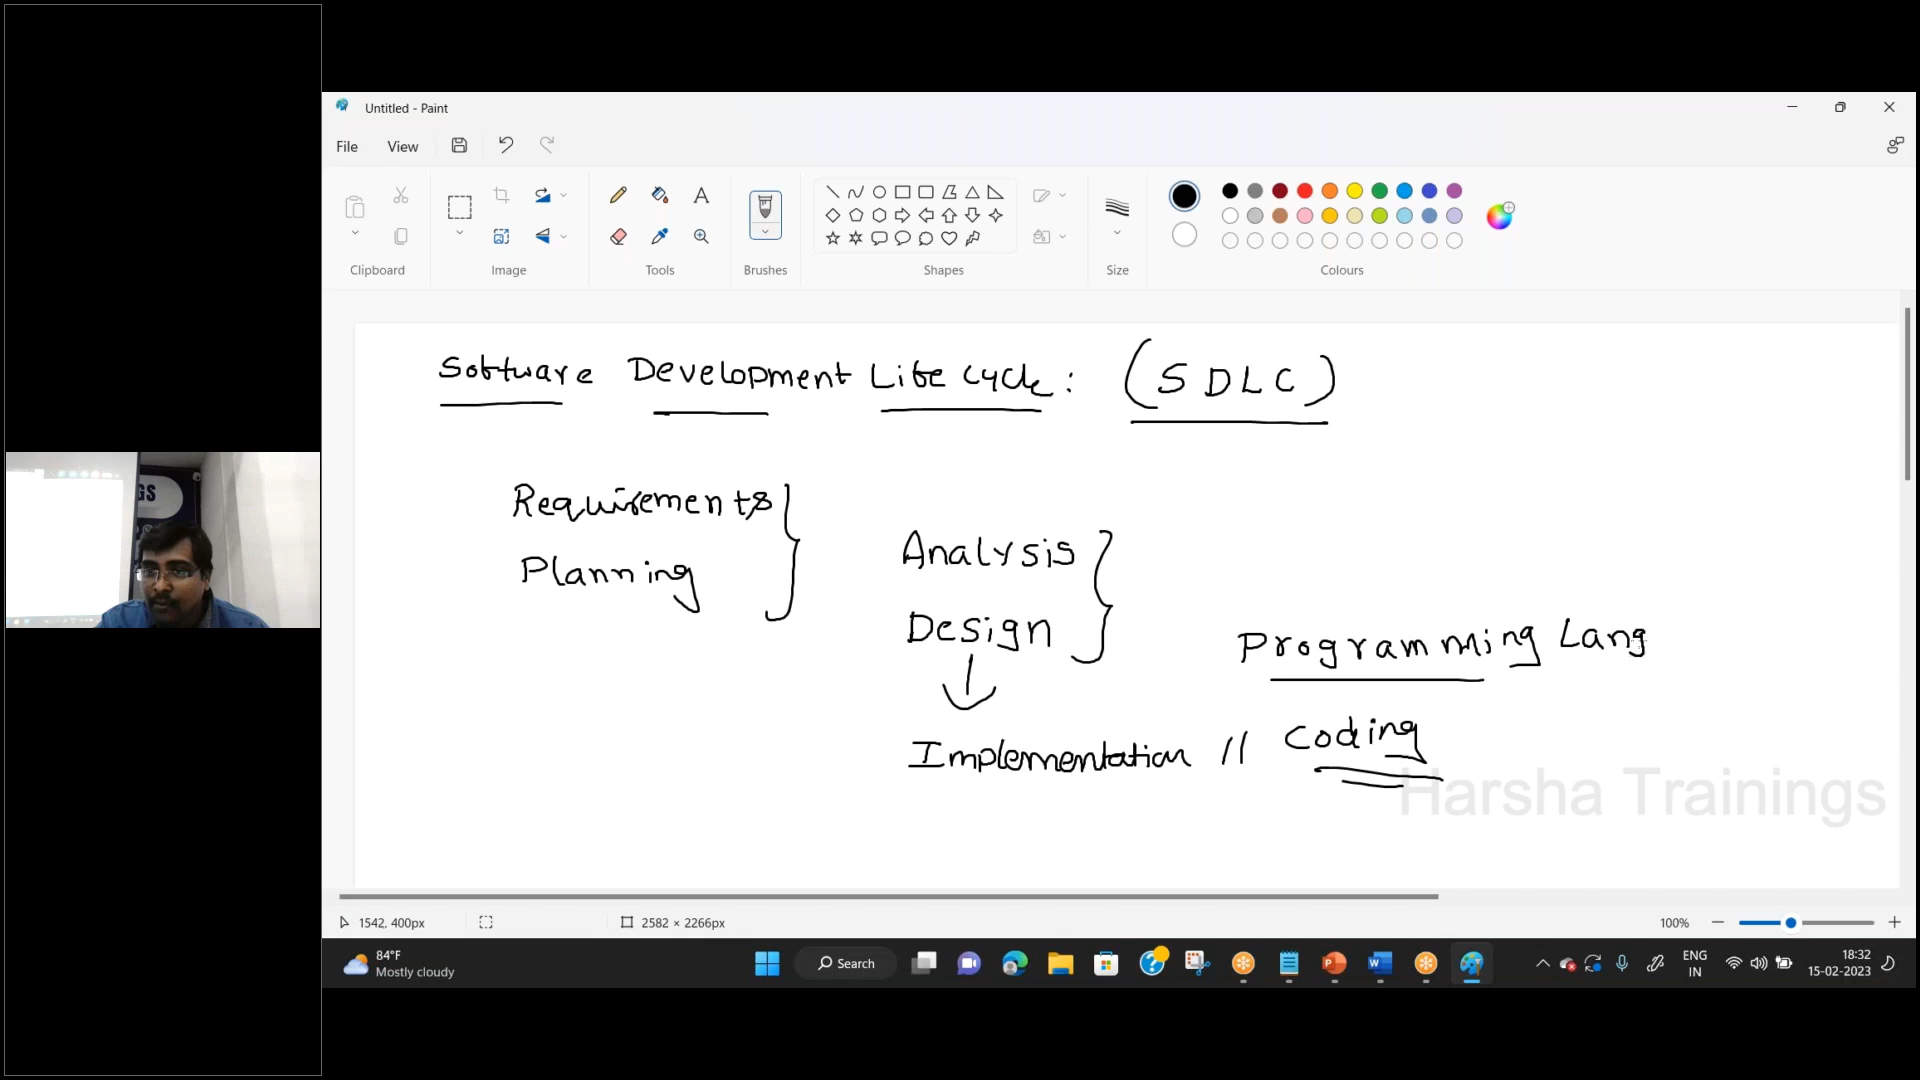 Untitled - Paint
File View
Clipboard
Image
Tools
Brushes
Shapes
Size
Colours
Software Development Life Cycle: (SDLC)
Requirements
Planning
Analysis
Design
Programming Lang
Implementation // Coding
Harsha Trainings
GS
1542, 400px
2582 × 2266px
100%
84°F
Mostly cloudy
Search
ENG
IN
18:32
15-02-2023